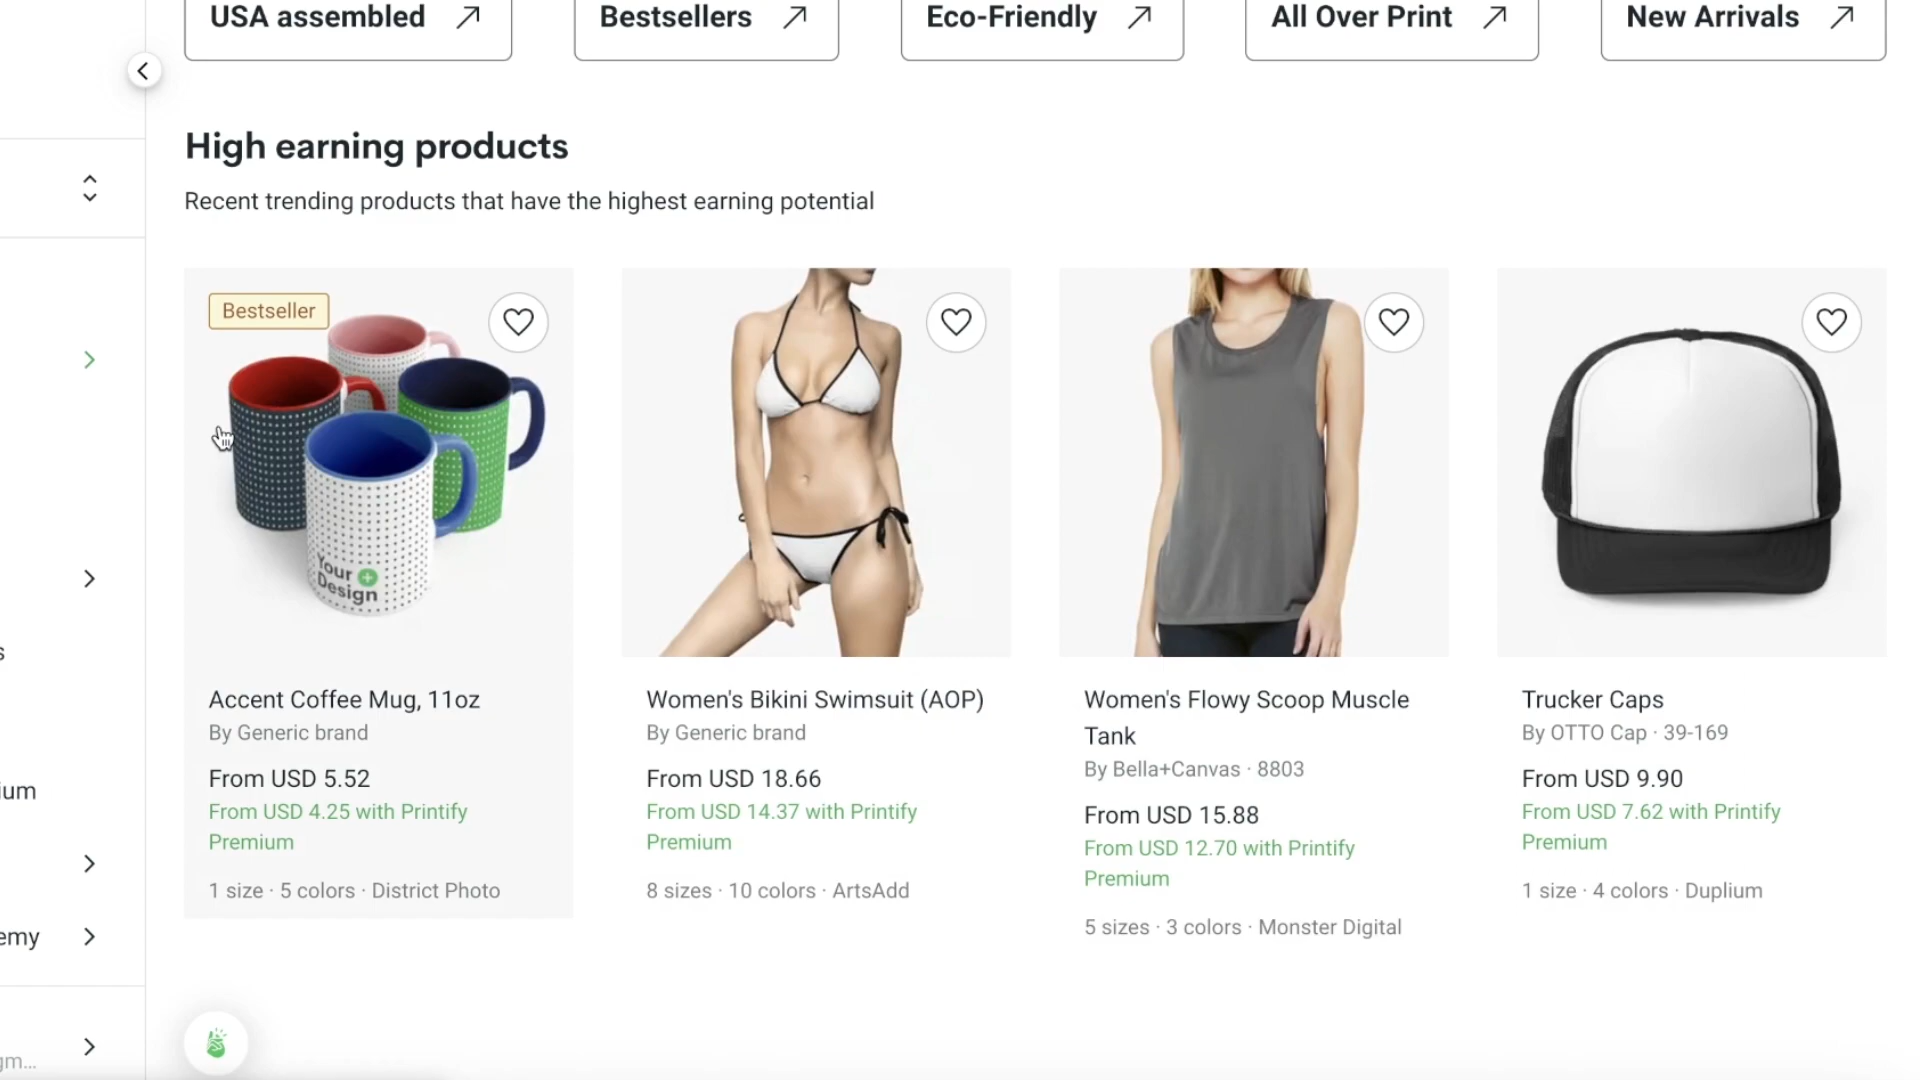 USA assembled
Bestsellers
Eco-Friendly
All Over Print
New Arrivals
High earning products
Recent trending products that have the highest earning potential
Bestseller
Your
Design
Accent Coffee Mug, 11oz
By Generic brand
From USD 5.52
From USD 4.25 with Printify
Premium
1 size · 5 colors · District Photo
Women's Bikini Swimsuit (AOP)
By Generic brand
From USD 18.66
From USD 14.37 with Printify
Premium
8 sizes · 10 colors · ArtsAdd
Women's Flowy Scoop Muscle
Tank
By Bella+Canvas · 8803
From USD 15.88
From USD 12.70 with Printify
Premium
5 sizes · 3 colors · Monster Digital
Trucker Caps
By OTTO Cap · 39-169
From USD 9.90
From USD 7.62 with Printify
Premium
1 size · 4 colors · Duplium